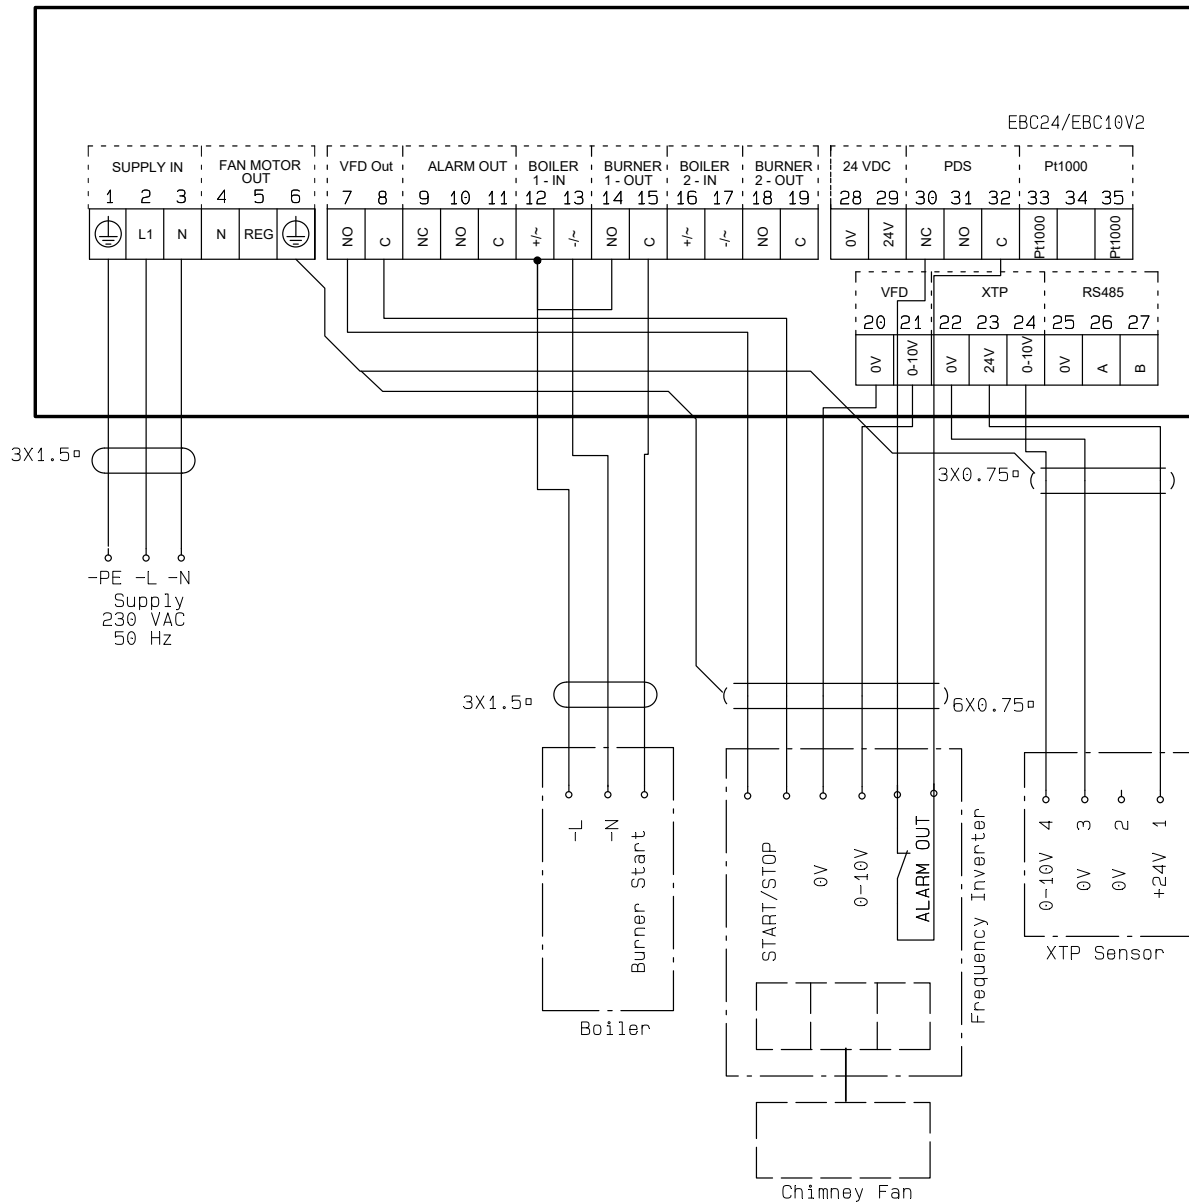 EBC24/EBC10V2
SUPPLY IN
FAN MOTOR
OUT
VFD Out
ALARM OUT
BOILER
1 - IN
BURNER
1 - OUT
BOILER
2 - IN
BURNER
2 - OUT
24 VDC
PDS
Pt1000
1 2 3 4 5 6 7 8 9 10 11 12 13 14 15 16 17 18 19 28 29 30 31 32 33 34 35
L1 N N REG NO C NC NO C +/~ -/~ NO C +/~ -/~ NO C 0V 24V NC NO C Pt1000 Pt1000
VFD
XTP
RS485
20 21 22 23 24 25 26 27
0V 0-10V 0V 24V 0-10V 0V A B
3X1.5▫
3X0.75▫
-PE -L -N
Supply
230 VAC
50 Hz
3X1.5▫
6X0.75▫
-L
-N
Burner Start
Boiler
START/STOP
0V
0-10V
ALARM OUT
Frequency Inverter
0-10V 4
0V 3
0V 2
+24V 1
XTP Sensor
Chimney Fan